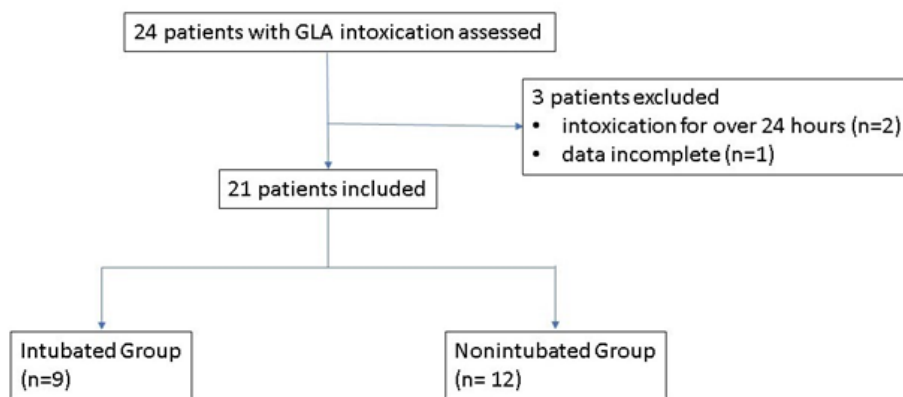 24 patients with GLA intoxication assessed
3 patients excluded
• intoxication for over 24 hours (n=2)
• data incomplete (n=1)
21 patients included
Intubated Group
(n=9)
Nonintubated Group
(n= 12)